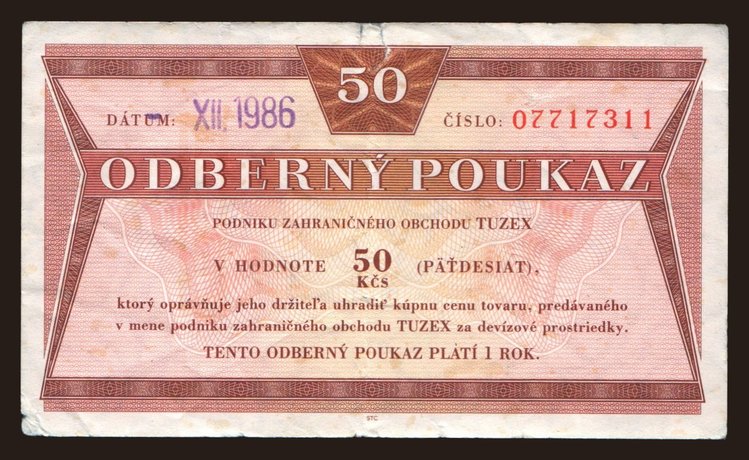 50
DÁTUM: XII. 1986 ČÍSLO: 07717311
ODBERNÝ POUKAZ
PODNIKU ZAHRANIČNÉHO OBCHODU TUZEX
V HODNOTE 50 KČS (PÄŤDESIAT),
ktorý oprávňuje jeho držiteľa uhradiť kúpnu cenu tovaru, predávaného
v mene podniku zahraničného obchodu TUZEX za devízové prostriedky.
TENTO ODBERNÝ POUKAZ PLATÍ 1 ROK.
STC